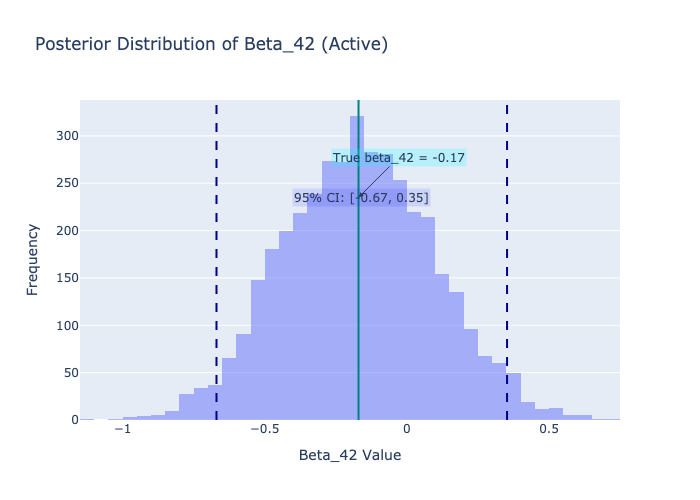 Posterior Distribution of Beta_42 (Active)
True beta_42 = -0.17
95% CI: [-0.67, 0.35]
Frequency
300
250
200
150
100
50
0
−1
−0.5
0
0.5
Beta_42 Value